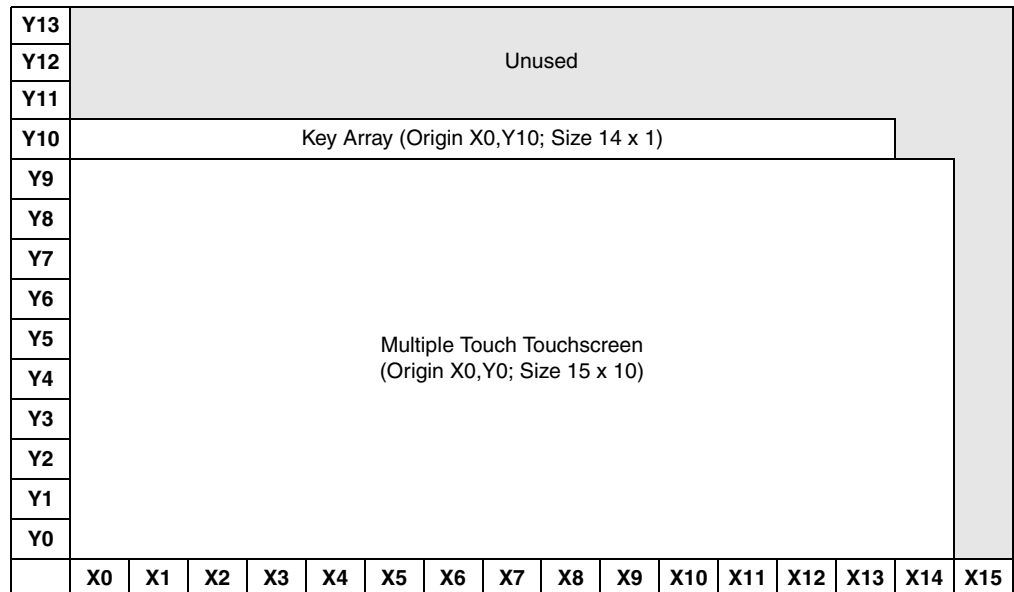 Y13
Y12
Unused
Y11
Y10
Key Array (Origin X0,Y10; Size 14 x 1)
Y9
Y8
Y7
Y6
Y5
Multiple Touch Touchscreen
Y4
(Origin X0,Y0; Size 15 x 10)
Y3
Y2
Y1
Y0
X0 X1 X2 X3 X4 X5 X6 X7 X8 X9 X10 X11 X12 X13 X14 X15